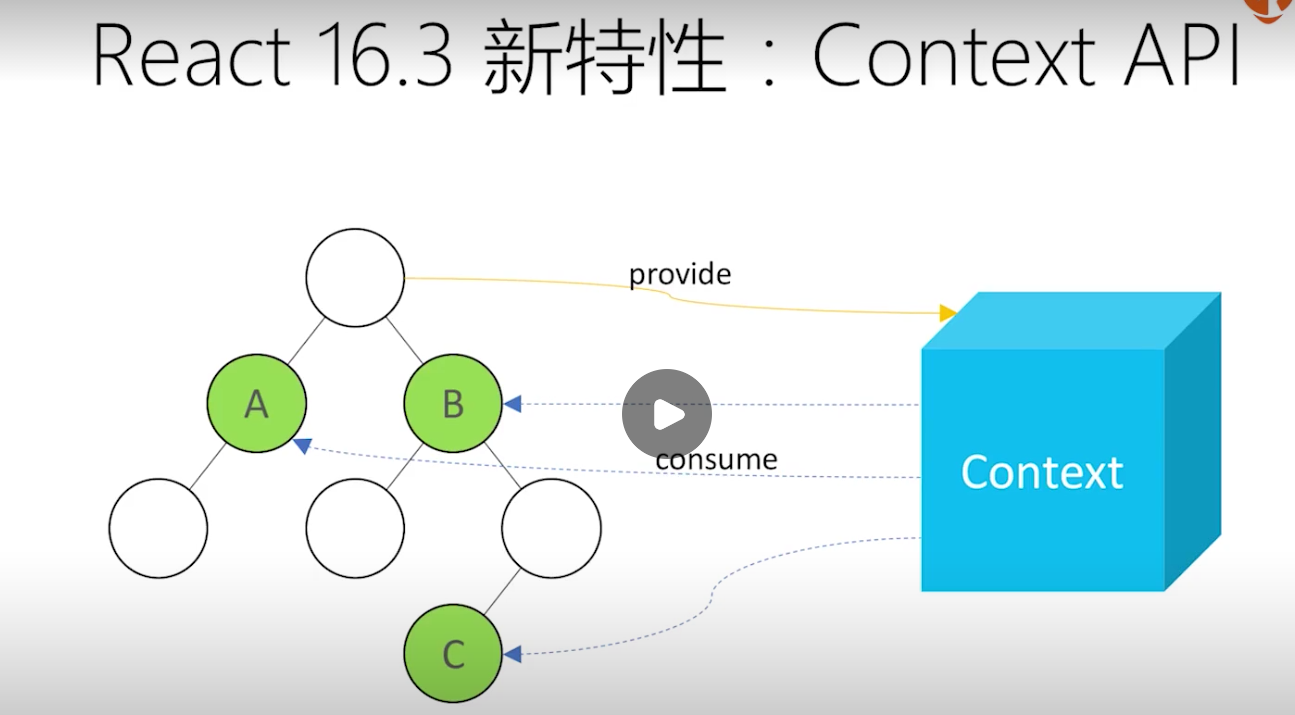 React 16.3 新特性：Context API
provide
A
B
consume
Context
C